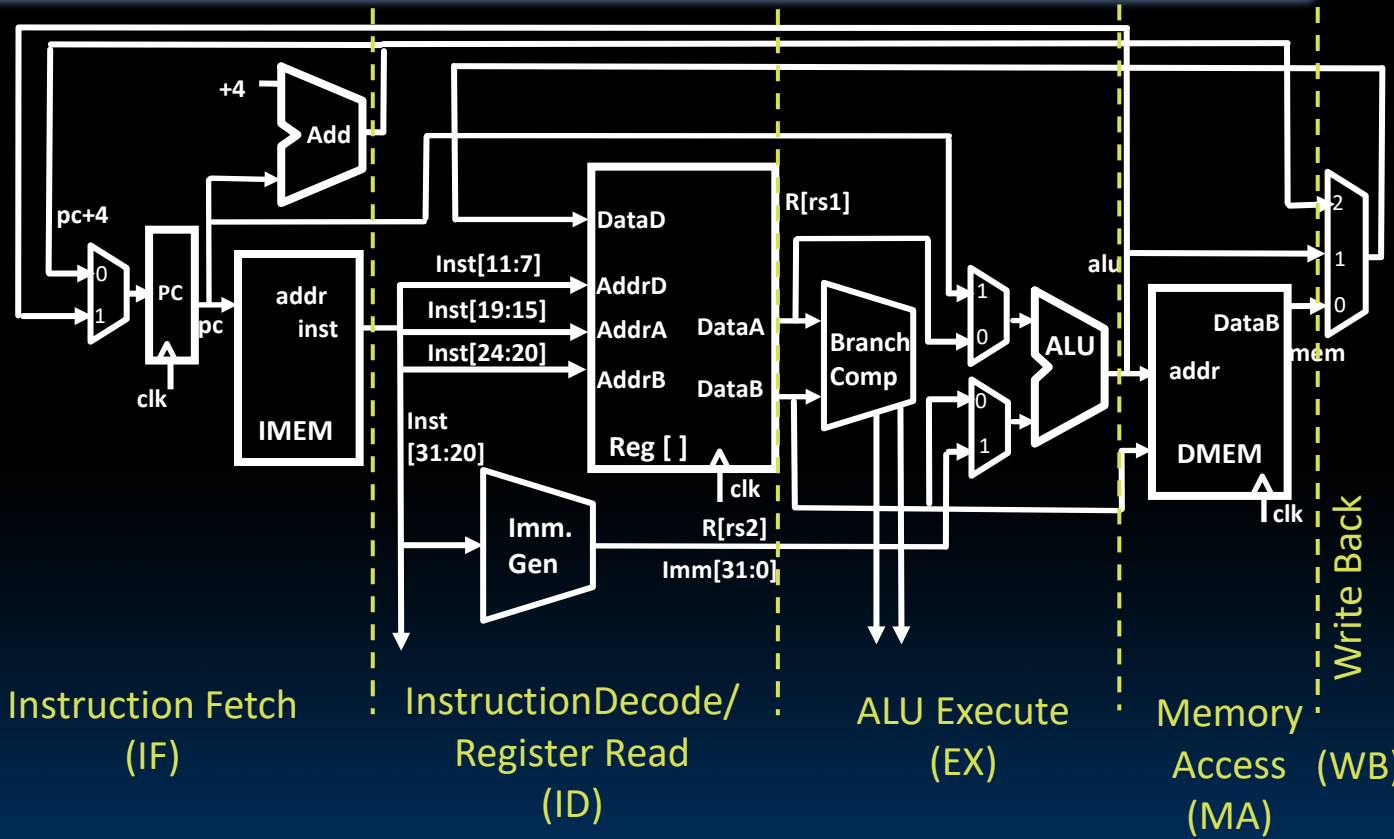 +4
Add
pc+4
0
1
PC
pc
clk
addr
inst
IMEM
Inst[11:7]
Inst[19:15]
Inst[24:20]
Inst
[31:20]
DataD
AddrD
AddrA
AddrB
DataA
DataB
Reg [ ]
clk
Imm.
Gen
R[rs1]
R[rs2]
Imm[31:0]
Branch
Comp
1
0
0
1
ALU
alu
DataB
addr
DMEM
clk
mem
2
1
0
Instruction Fetch
(IF)
InstructionDecode/
Register Read
(ID)
ALU Execute
(EX)
Memory
Access
(MA)
Write Back
(WB)